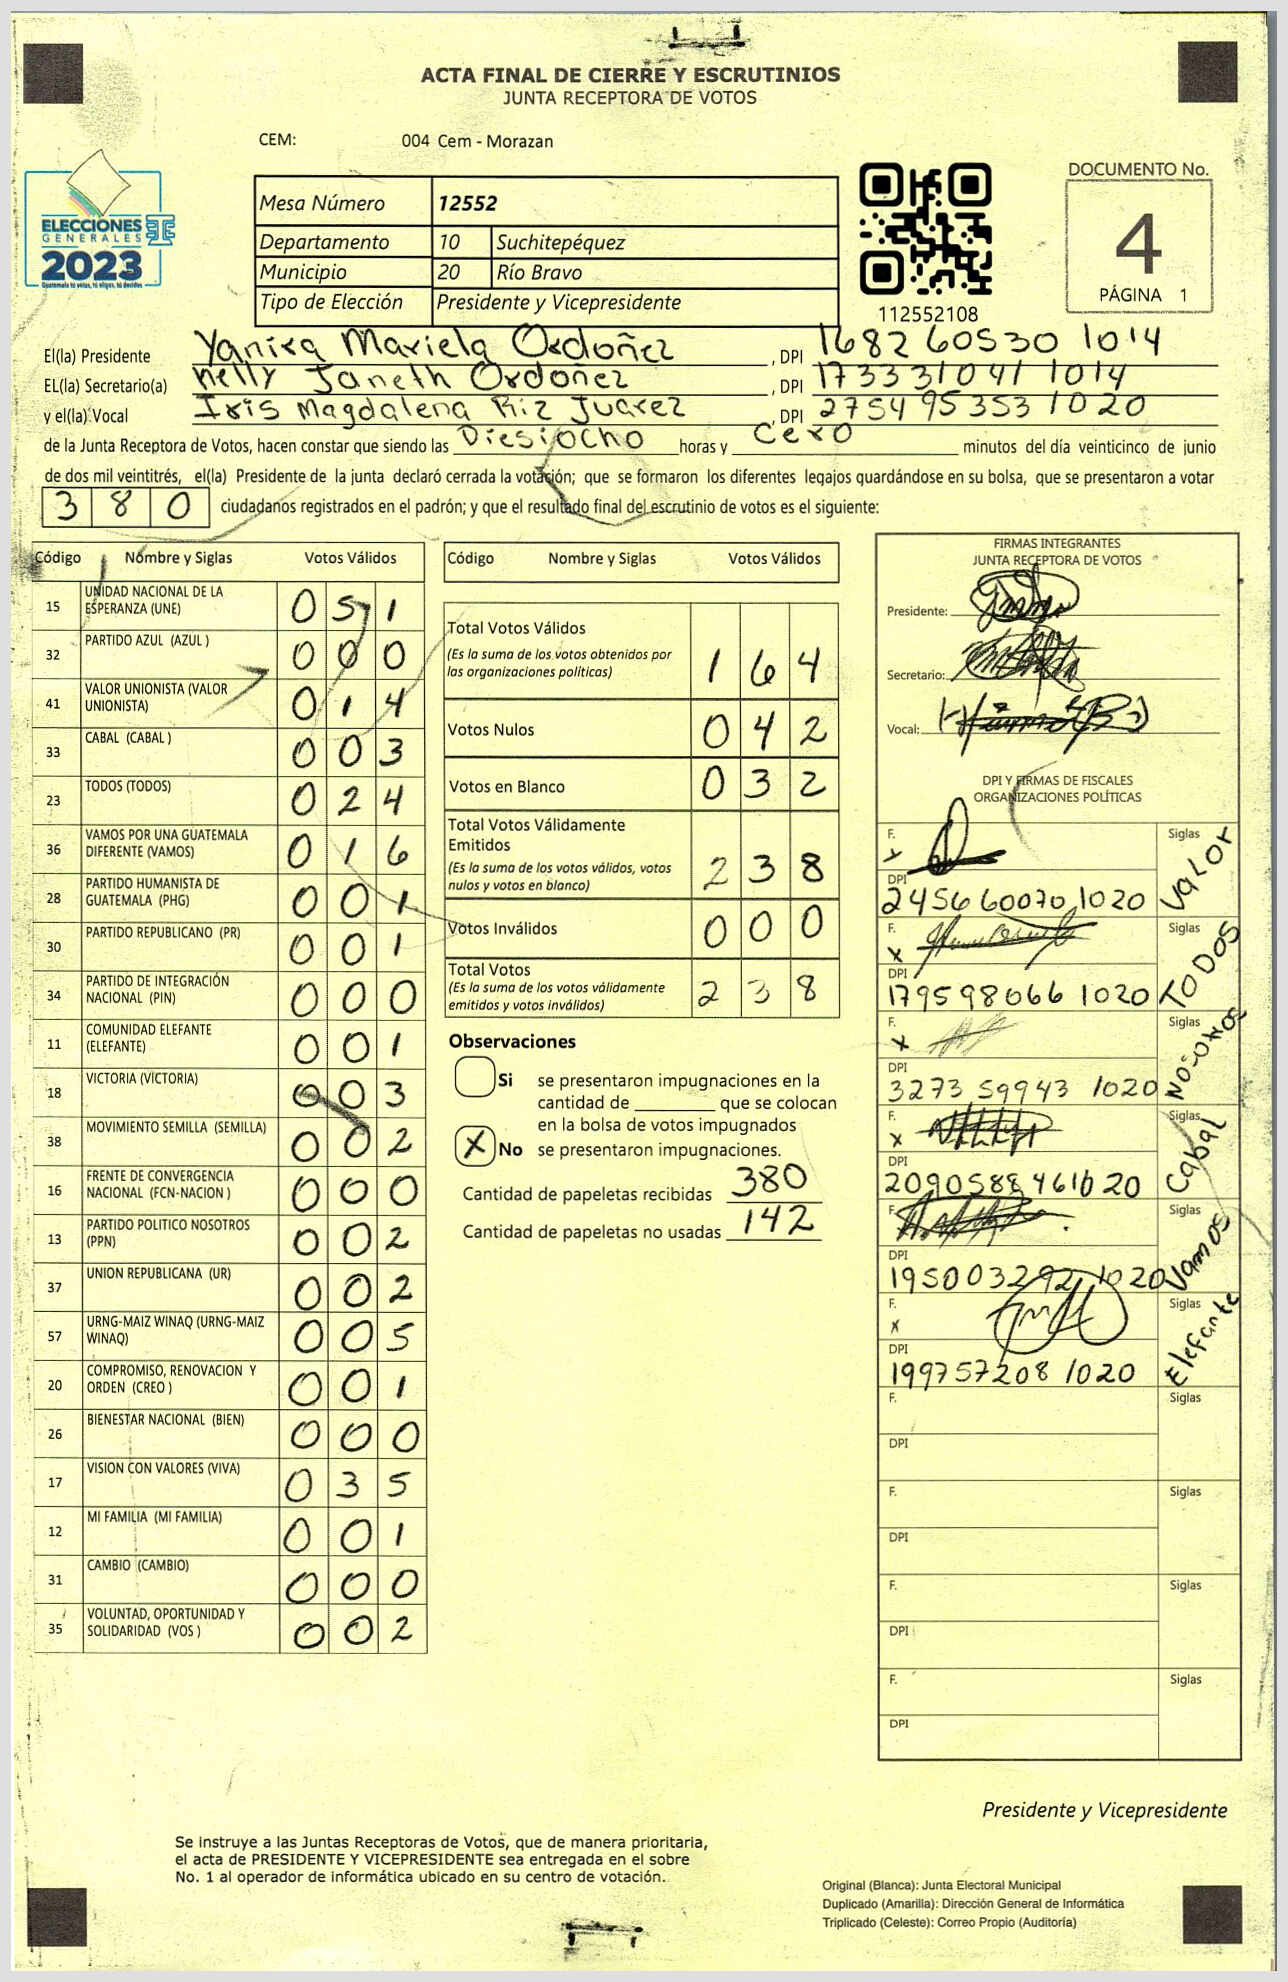 ACTA FINAL DE CIERRE Y ESCRUTINIOS
JUNTA RECEPTORA DE VOTOS
CEM: 004 Cem - Morazan
ELECCIONES
GENERALES
2023
Guatemala tú votas, tú eliges, tú decides
Mesa Número 12552
Departamento 10 Suchitepéquez
Municipio 20 Río Bravo
Tipo de Elección Presidente y Vicepresidente
112552108
DOCUMENTO No.
4
PÁGINA 1
El(la) Presidente Yanira Mariela Ordoñez , DPI 1682 60530 1014
EL(la) Secretario(a) Nelly Janeth Ordoñez , DPI 1733331041 1014
y el(la) Vocal Iris Magdalena Riz Juarez , DPI 2754 95353 1020
de la Junta Receptora de Votos, hacen constar que siendo las Diesiocho horas y Cero minutos del día veinticinco de junio
de dos mil veintitrés, el(la) Presidente de la junta declaró cerrada la votación; que se formaron los diferentes legajos guardándose en su bolsa, que se presentaron a votar
380 ciudadanos registrados en el padrón; y que el resultado final del escrutinio de votos es el siguiente:
Código Nombre y Siglas Votos Válidos
15 UNIDAD NACIONAL DE LA ESPERANZA (UNE) 0 5 1
32 PARTIDO AZUL (AZUL ) 0 0 0
41 VALOR UNIONISTA (VALOR UNIONISTA) 0 1 4
33 CABAL (CABAL ) 0 0 3
23 TODOS (TODOS) 0 2 4
36 VAMOS POR UNA GUATEMALA DIFERENTE (VAMOS) 0 1 6
28 PARTIDO HUMANISTA DE GUATEMALA (PHG) 0 0 1
30 PARTIDO REPUBLICANO (PR) 0 0 1
34 PARTIDO DE INTEGRACIÓN NACIONAL (PIN) 0 0 0
11 COMUNIDAD ELEFANTE (ELEFANTE) 0 0 1
18 VICTORIA (VICTORIA) 0 0 3
38 MOVIMIENTO SEMILLA (SEMILLA) 0 0 2
16 FRENTE DE CONVERGENCIA NACIONAL (FCN-NACION ) 0 0 0
13 PARTIDO POLITICO NOSOTROS (PPN) 0 0 2
37 UNION REPUBLICANA (UR) 0 0 2
57 URNG-MAIZ WINAQ (URNG-MAIZ WINAQ) 0 0 5
20 COMPROMISO, RENOVACION Y ORDEN (CREO ) 0 0 1
26 BIENESTAR NACIONAL (BIEN) 0 0 0
17 VISION CON VALORES (VIVA) 0 3 5
12 MI FAMILIA (MI FAMILIA) 0 0 1
31 CAMBIO (CAMBIO) 0 0 0
35 VOLUNTAD, OPORTUNIDAD Y SOLIDARIDAD (VOS ) 0 0 2
Código Nombre y Siglas Votos Válidos
Total Votos Válidos
(Es la suma de los votos obtenidos por
las organizaciones políticas) 1 6 4
Votos Nulos 0 4 2
Votos en Blanco 0 3 2
Total Votos Válidamente
Emitidos
(Es la suma de los votos válidos, votos
nulos y votos en blanco) 2 3 8
Votos Inválidos 0 0 0
Total Votos
(Es la suma de los votos válidamente
emitidos y votos inválidos) 2 3 8
Observaciones
Si se presentaron impugnaciones en la
cantidad de ________ que se colocan
en la bolsa de votos impugnados
X No se presentaron impugnaciones.
Cantidad de papeletas recibidas 380
Cantidad de papeletas no usadas 142
FIRMAS INTEGRANTES
JUNTA RECEPTORA DE VOTOS
Presidente:
Secretario:
Vocal:
DPI Y FIRMAS DE FISCALES
ORGANIZACIONES POLÍTICAS
F. Siglas Valor
DPI 2456 60070 1020
F. x Siglas TODOS
DPI 179598066 1020
F. x Siglas Nosotros
DPI 3273 59943 1020
F. x Siglas Cabal
DPI 2090588461020
F. Siglas Vamos
DPI 195003292 1020
F. x Siglas Elefante
DPI 199757208 1020
F. Siglas
DPI
F. Siglas
DPI
F. Siglas
DPI
F. Siglas
DPI
Presidente y Vicepresidente
Se instruye a las Juntas Receptoras de Votos, que de manera prioritaria,
el acta de PRESIDENTE Y VICEPRESIDENTE sea entregada en el sobre
No. 1 al operador de informática ubicado en su centro de votación.
Original (Blanca): Junta Electoral Municipal
Duplicado (Amarilla): Dirección General de Informática
Triplicado (Celeste): Correo Propio (Auditoría)